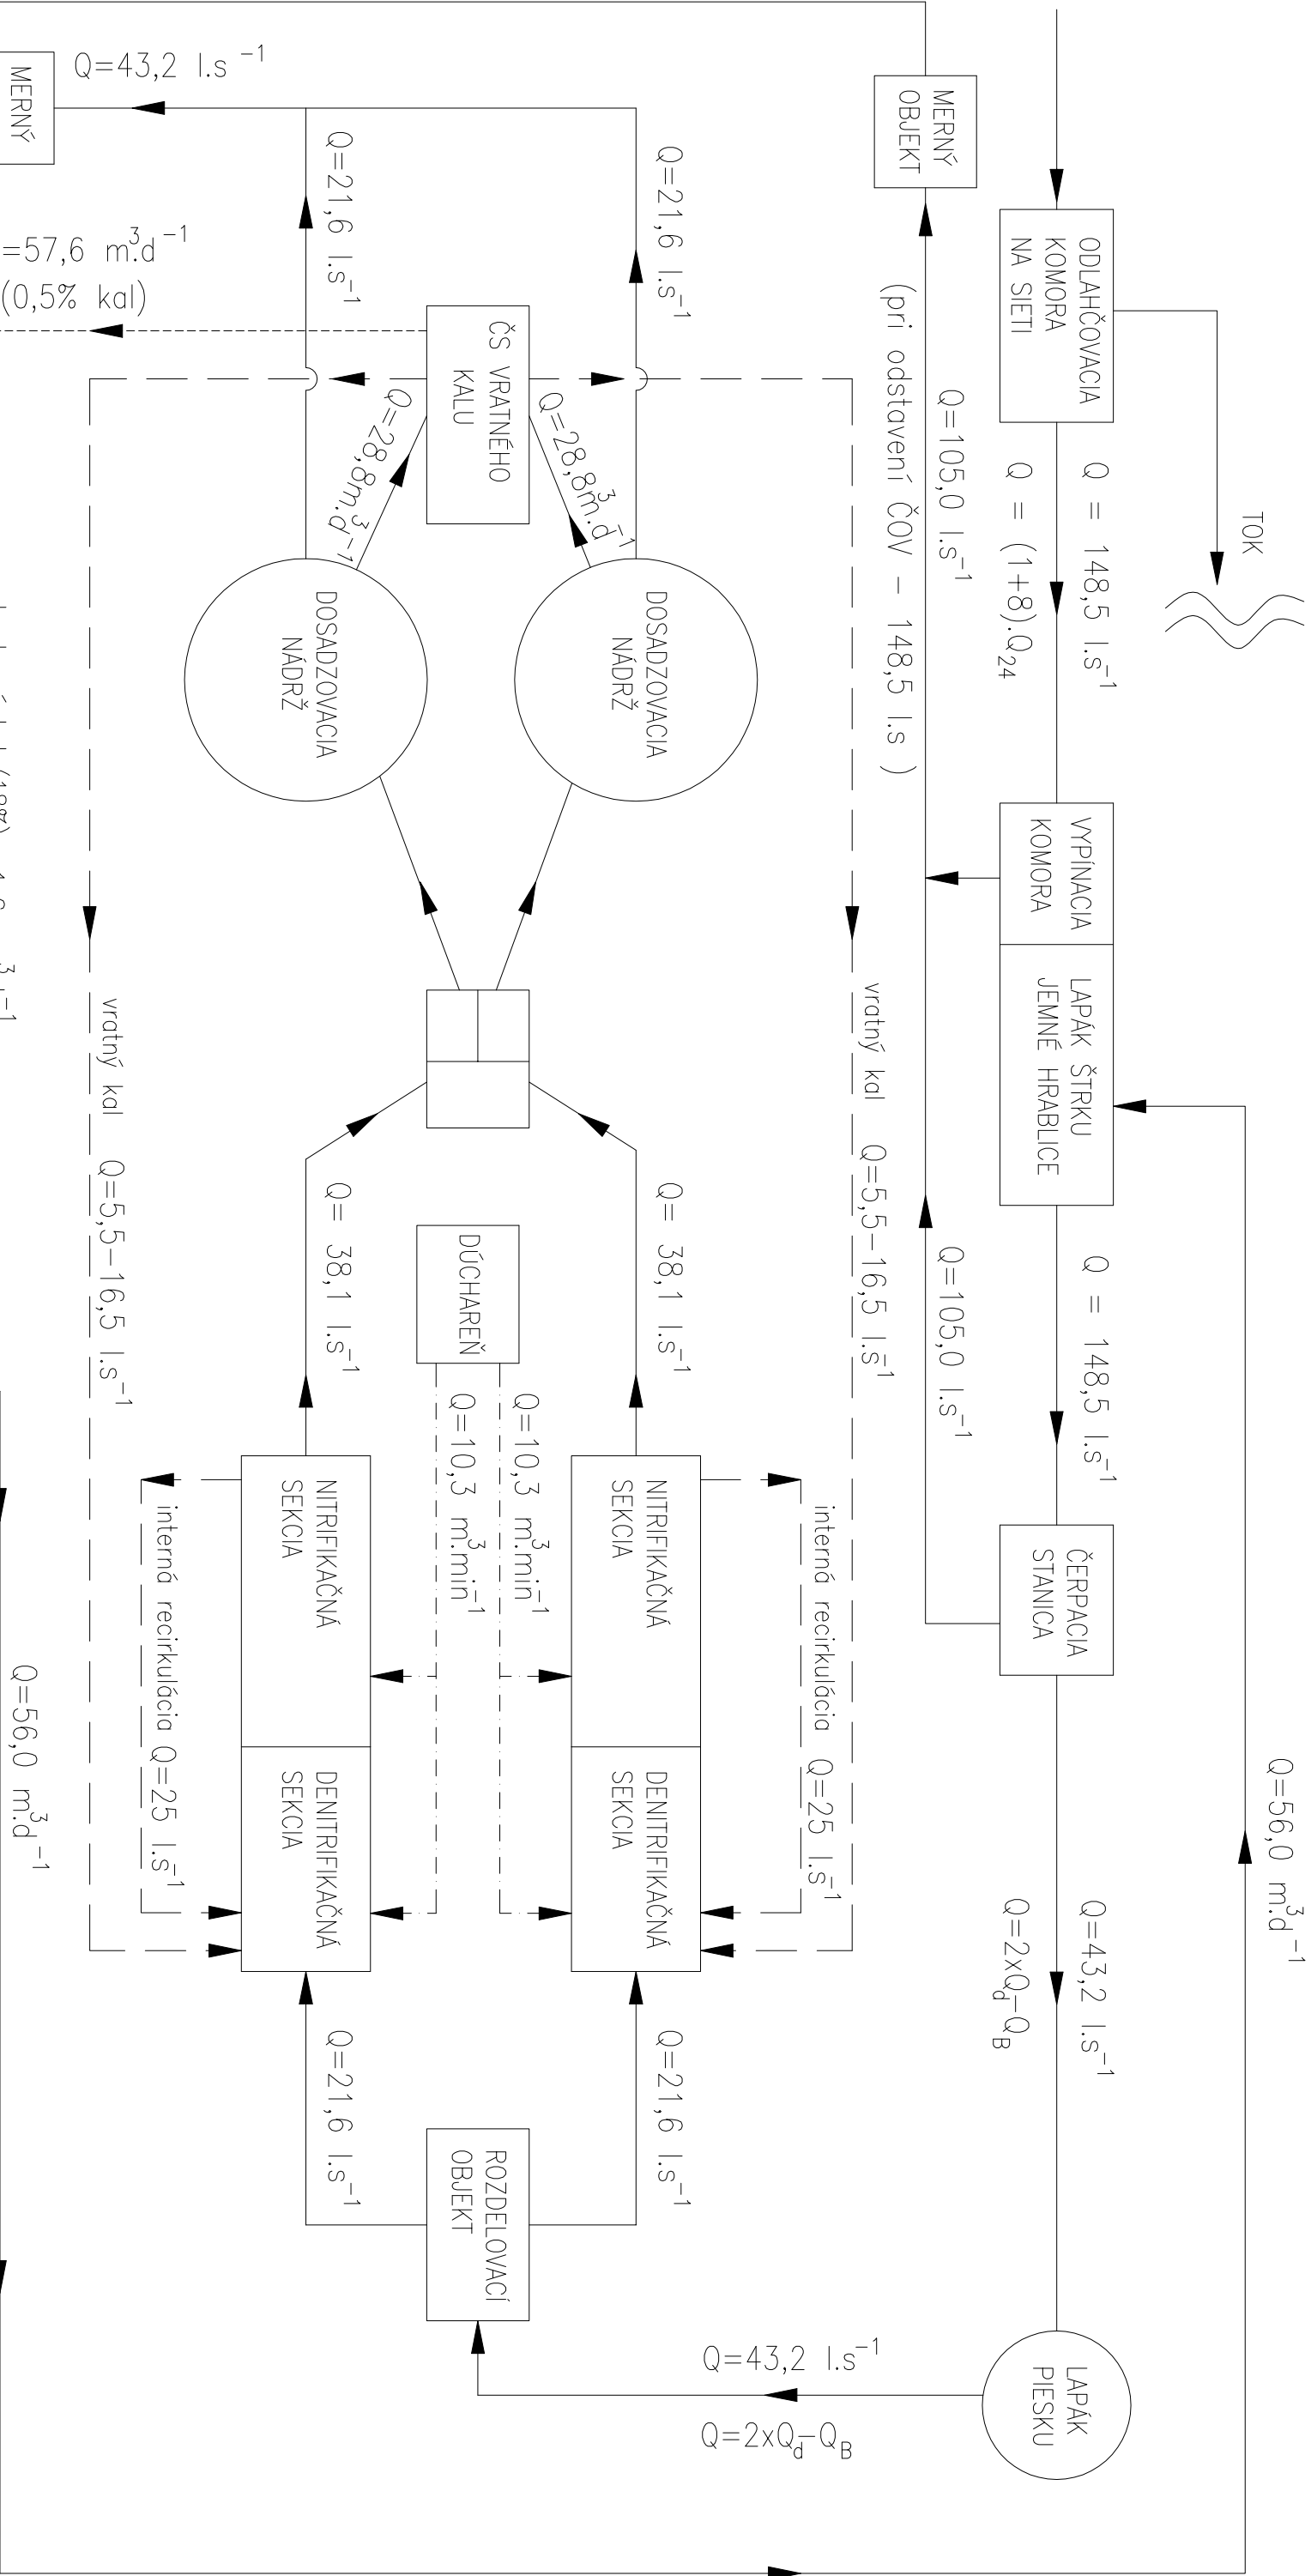 TOK
ODLAHČOVACIA
KOMORA
NA SIETI
Q = 148,5 l.s⁻¹
Q = (1+8).Q₂₄
VYPÍNACIA
KOMORA
LAPÁK ŠTRKU
JEMNÉ HRABLICE
Q = 148,5 l.s⁻¹
ČERPACIA
STANICA
Q=43,2 l.s⁻¹
Q=2xQd-QB
LAPÁK
PIESKU
Q=56,0 m³.d⁻¹
MERNÝ
OBJEKT
Q=105,0 l.s⁻¹
(pri odstavení ČOV - 148,5 l.s )
Q=105,0 l.s⁻¹
Q=43,2 l.s⁻¹
Q=2xQd-QB
vratný kal Q=5,5-16,5 l.s⁻¹
interná recirkulácia Q=25 l.s⁻¹
Q=21,6 l.s⁻¹
DOSADZOVACIA
NÁDRŽ
Q= 38,1 l.s⁻¹
NITRIFIKAČNÁ
SEKCIA
DENITRIFIKAČNÁ
SEKCIA
Q=21,6 l.s⁻¹
Q=28,8m³.d⁻¹
ČS VRATNÉHO
KALU
Q=28,8m³.d⁻¹
DÚCHAREŇ
Q=10,3 m³.min⁻¹
Q=10,3 m³.min⁻¹
ROZDELOVACÍ
OBJEKT
Q=21,6 l.s⁻¹
DOSADZOVACIA
NÁDRŽ
Q= 38,1 l.s⁻¹
NITRIFIKAČNÁ
SEKCIA
DENITRIFIKAČNÁ
SEKCIA
Q=21,6 l.s⁻¹
interná recirkulácia Q=25 l.s⁻¹
vratný kal Q=5,5-16,5 l.s⁻¹
Q=43,2 l.s⁻¹
MERNÝ
=57,6 m³.d⁻¹
(0,5% kal)
Q=56,0 m³.d⁻¹